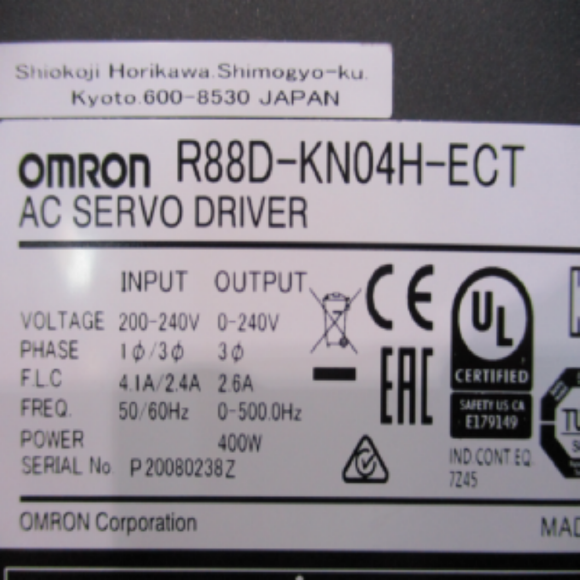 Shiokoji Horikawa.Shimogyo-ku.
Kyoto.600-8530 JAPAN
OMRON R88D-KN04H-ECT
AC SERVO DRIVER
INPUT OUTPUT
VOLTAGE 200-240V 0-240V
PHASE 1ϕ/3ϕ 3ϕ
F.L.C 4.1A/2.4A 2.6A
FREQ. 50/60Hz 0-500.0Hz
POWER 400W
SERIAL No. P20080238Z
CE
EAC
UL
CERTIFIED
SAFETY US CA
E179149
IND.CONT.EQ.
7Z45
TU
OMRON Corporation
MAD